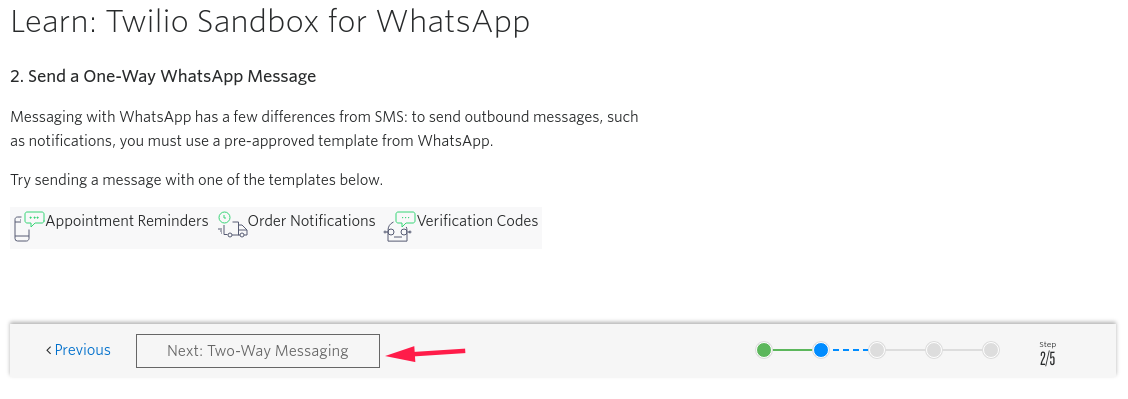 Learn: Twilio Sandbox for WhatsApp
2. Send a One-Way WhatsApp Message
Messaging with WhatsApp has a few differences from SMS: to send outbound messages, such
as notifications, you must use a pre-approved template from WhatsApp.
Try sending a message with one of the templates below.
Appointment Reminders Order Notifications Verification Codes
< Previous Next: Two-Way Messaging Step
2/5